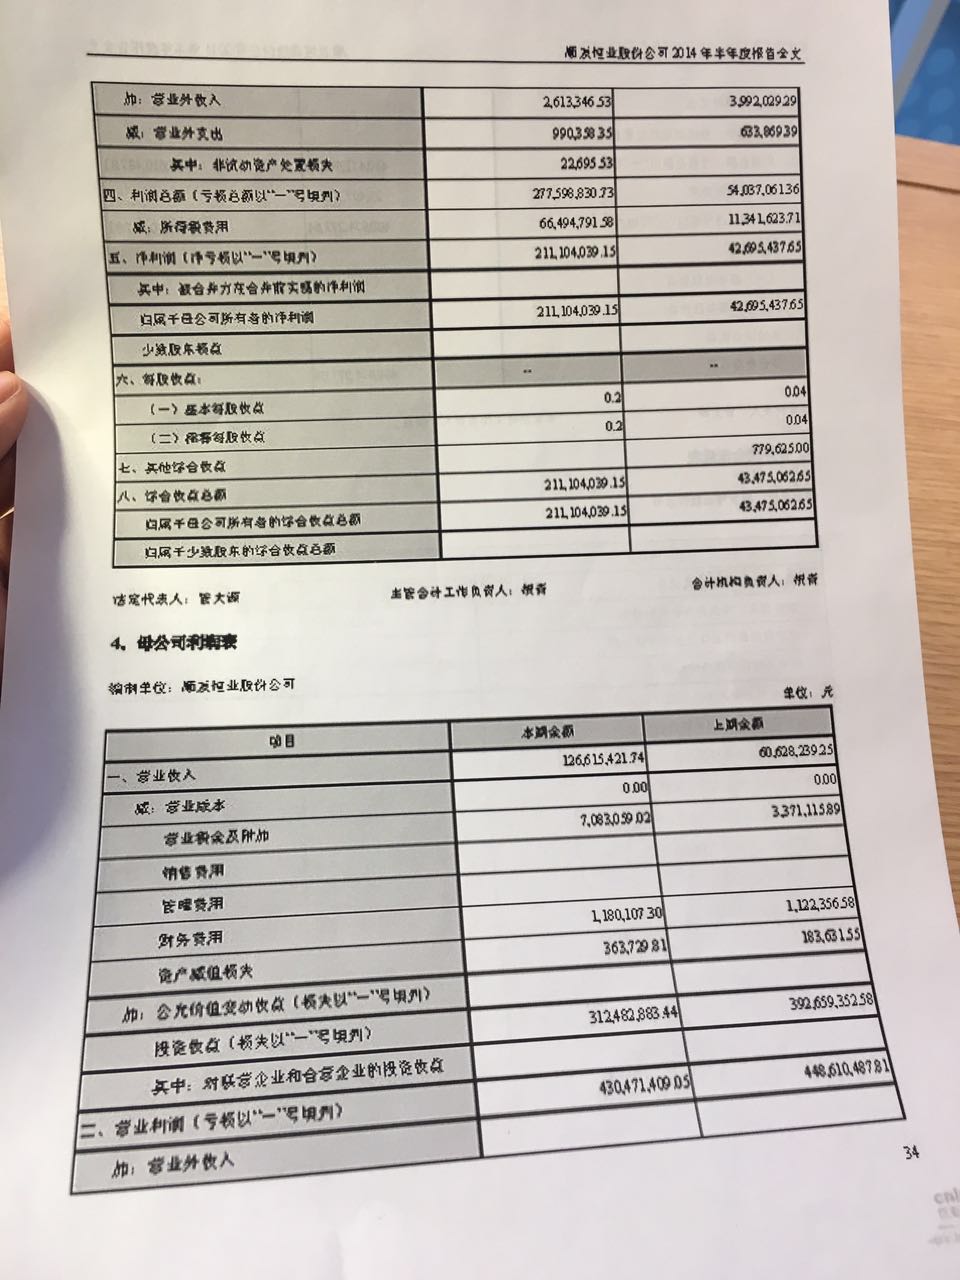 顺发恒业股份公司 2014 年半年度报告全文
加：营业外收入 2,613,346.53 3,992,029.29
减：营业外支出 990,358.35 633,869.39
其中：非流动资产处置损失 22,695.53
四、利润总额（亏损总额以“－”号填列） 277,598,830.73 54,037,061.36
减：所得税费用 66,494,791.58 11,341,623.71
五、净利润（净亏损以“－”号填列） 211,104,039.15 42,695,437.65
其中：被合并方在合并前实现的净利润
归属于母公司所有者的净利润 211,104,039.15 42,695,437.65
少数股东损益
六、每股收益： -- --
（一）基本每股收益 0.2 0.04
（二）稀释每股收益 0.2 0.04
七、其他综合收益 779,625.00
八、综合收益总额 211,104,039.15 43,475,062.65
归属于母公司所有者的综合收益总额 211,104,039.15 43,475,062.65
归属于少数股东的综合收益总额
法定代表人：管大源 主管会计工作负责人： 会计机构负责人：
4、母公司利润表
编制单位：顺发恒业股份公司
单位：元
项目 本期金额 上期金额
一、营业收入 126,615,421.74 60,628,239.25
减：营业成本 0.00 0.00
营业税金及附加 7,083,059.02 3,371,115.89
销售费用
管理费用
财务费用 1,180,107.30 1,122,356.58
资产减值损失 363,729.81 183,631.55
加：公允价值变动收益（损失以“－”号填列）
投资收益（损失以“－”号填列） 312,482,883.44 392,659,352.58
其中：对联营企业和合营企业的投资收益
二、营业利润（亏损以“－”号填列） 430,471,409.05 448,610,487.81
加：营业外收入
34